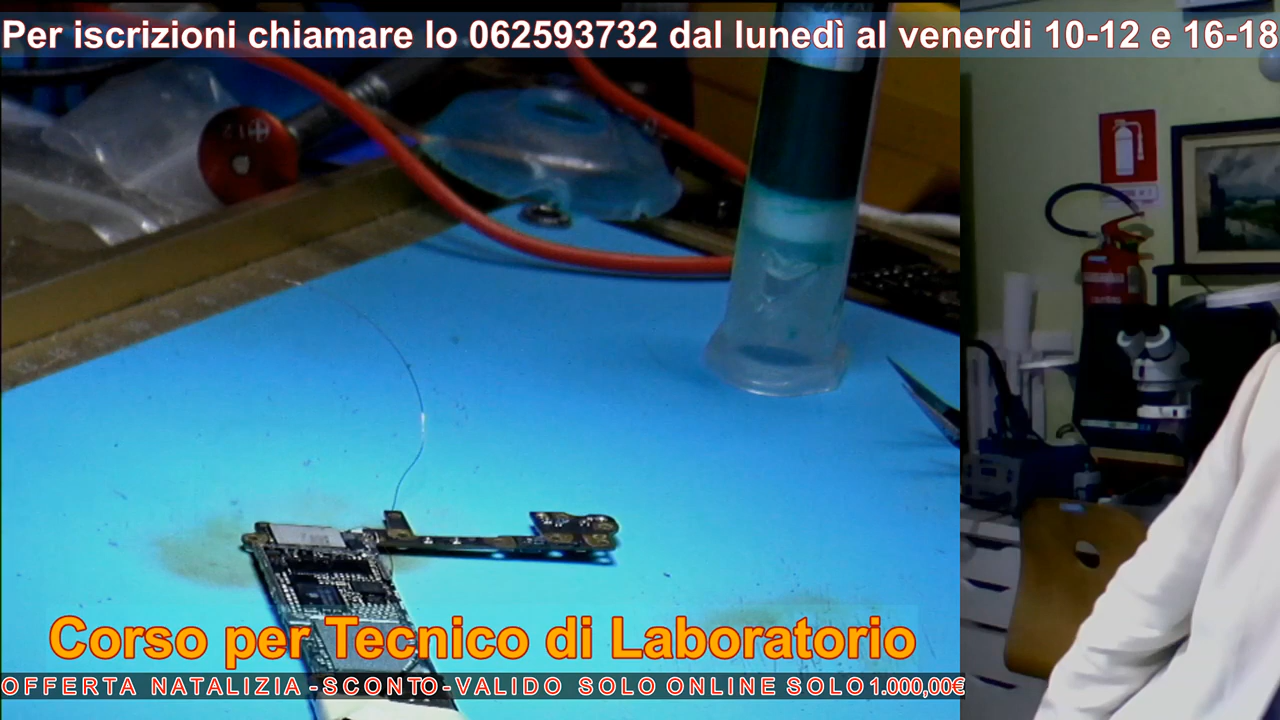 Per iscrizioni chiamare lo 062593732 dal lunedì al venerdi 10-12 e 16-18
Corso per Tecnico di Laboratorio
OFFERTA NATALIZIA - SCONTO - VALIDO SOLO ONLINE SOLO 1.000,00€